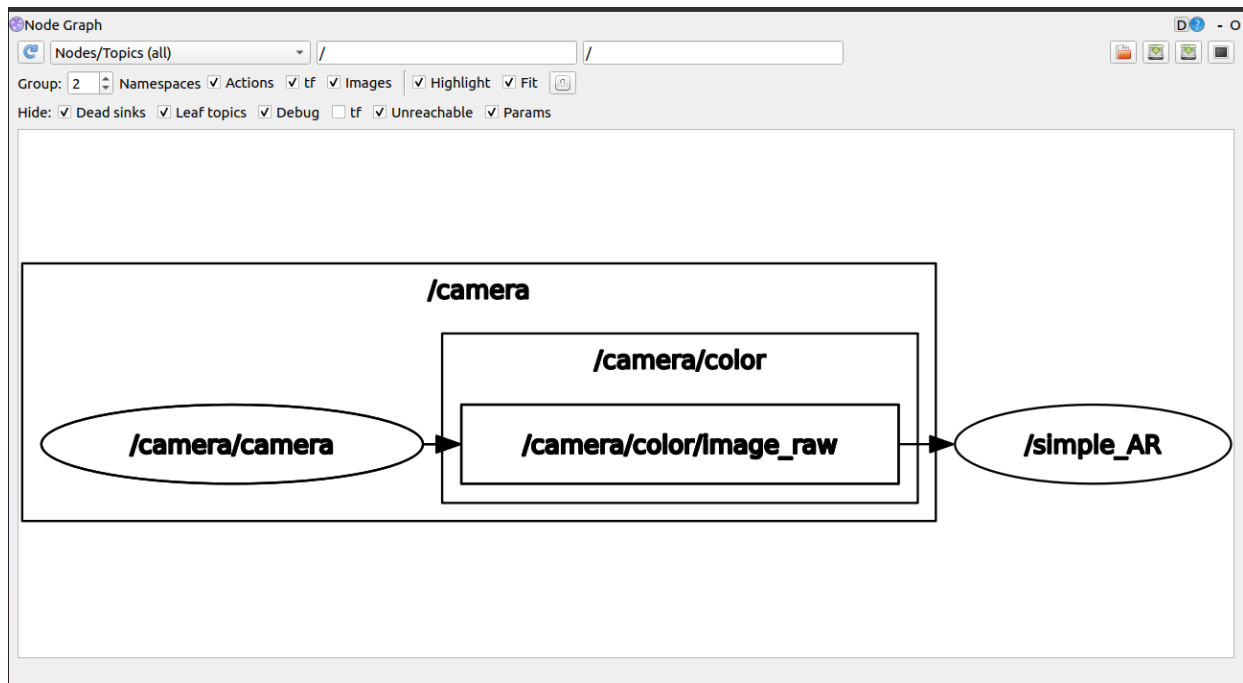 Node Graph D ? - O
Nodes/Topics (all) / /
Group: 2 Namespaces Actions tf Images Highlight Fit
Hide: Dead sinks Leaf topics Debug tf Unreachable Params
/camera
/camera/color
/camera/camera /camera/color/image_raw /simple_AR